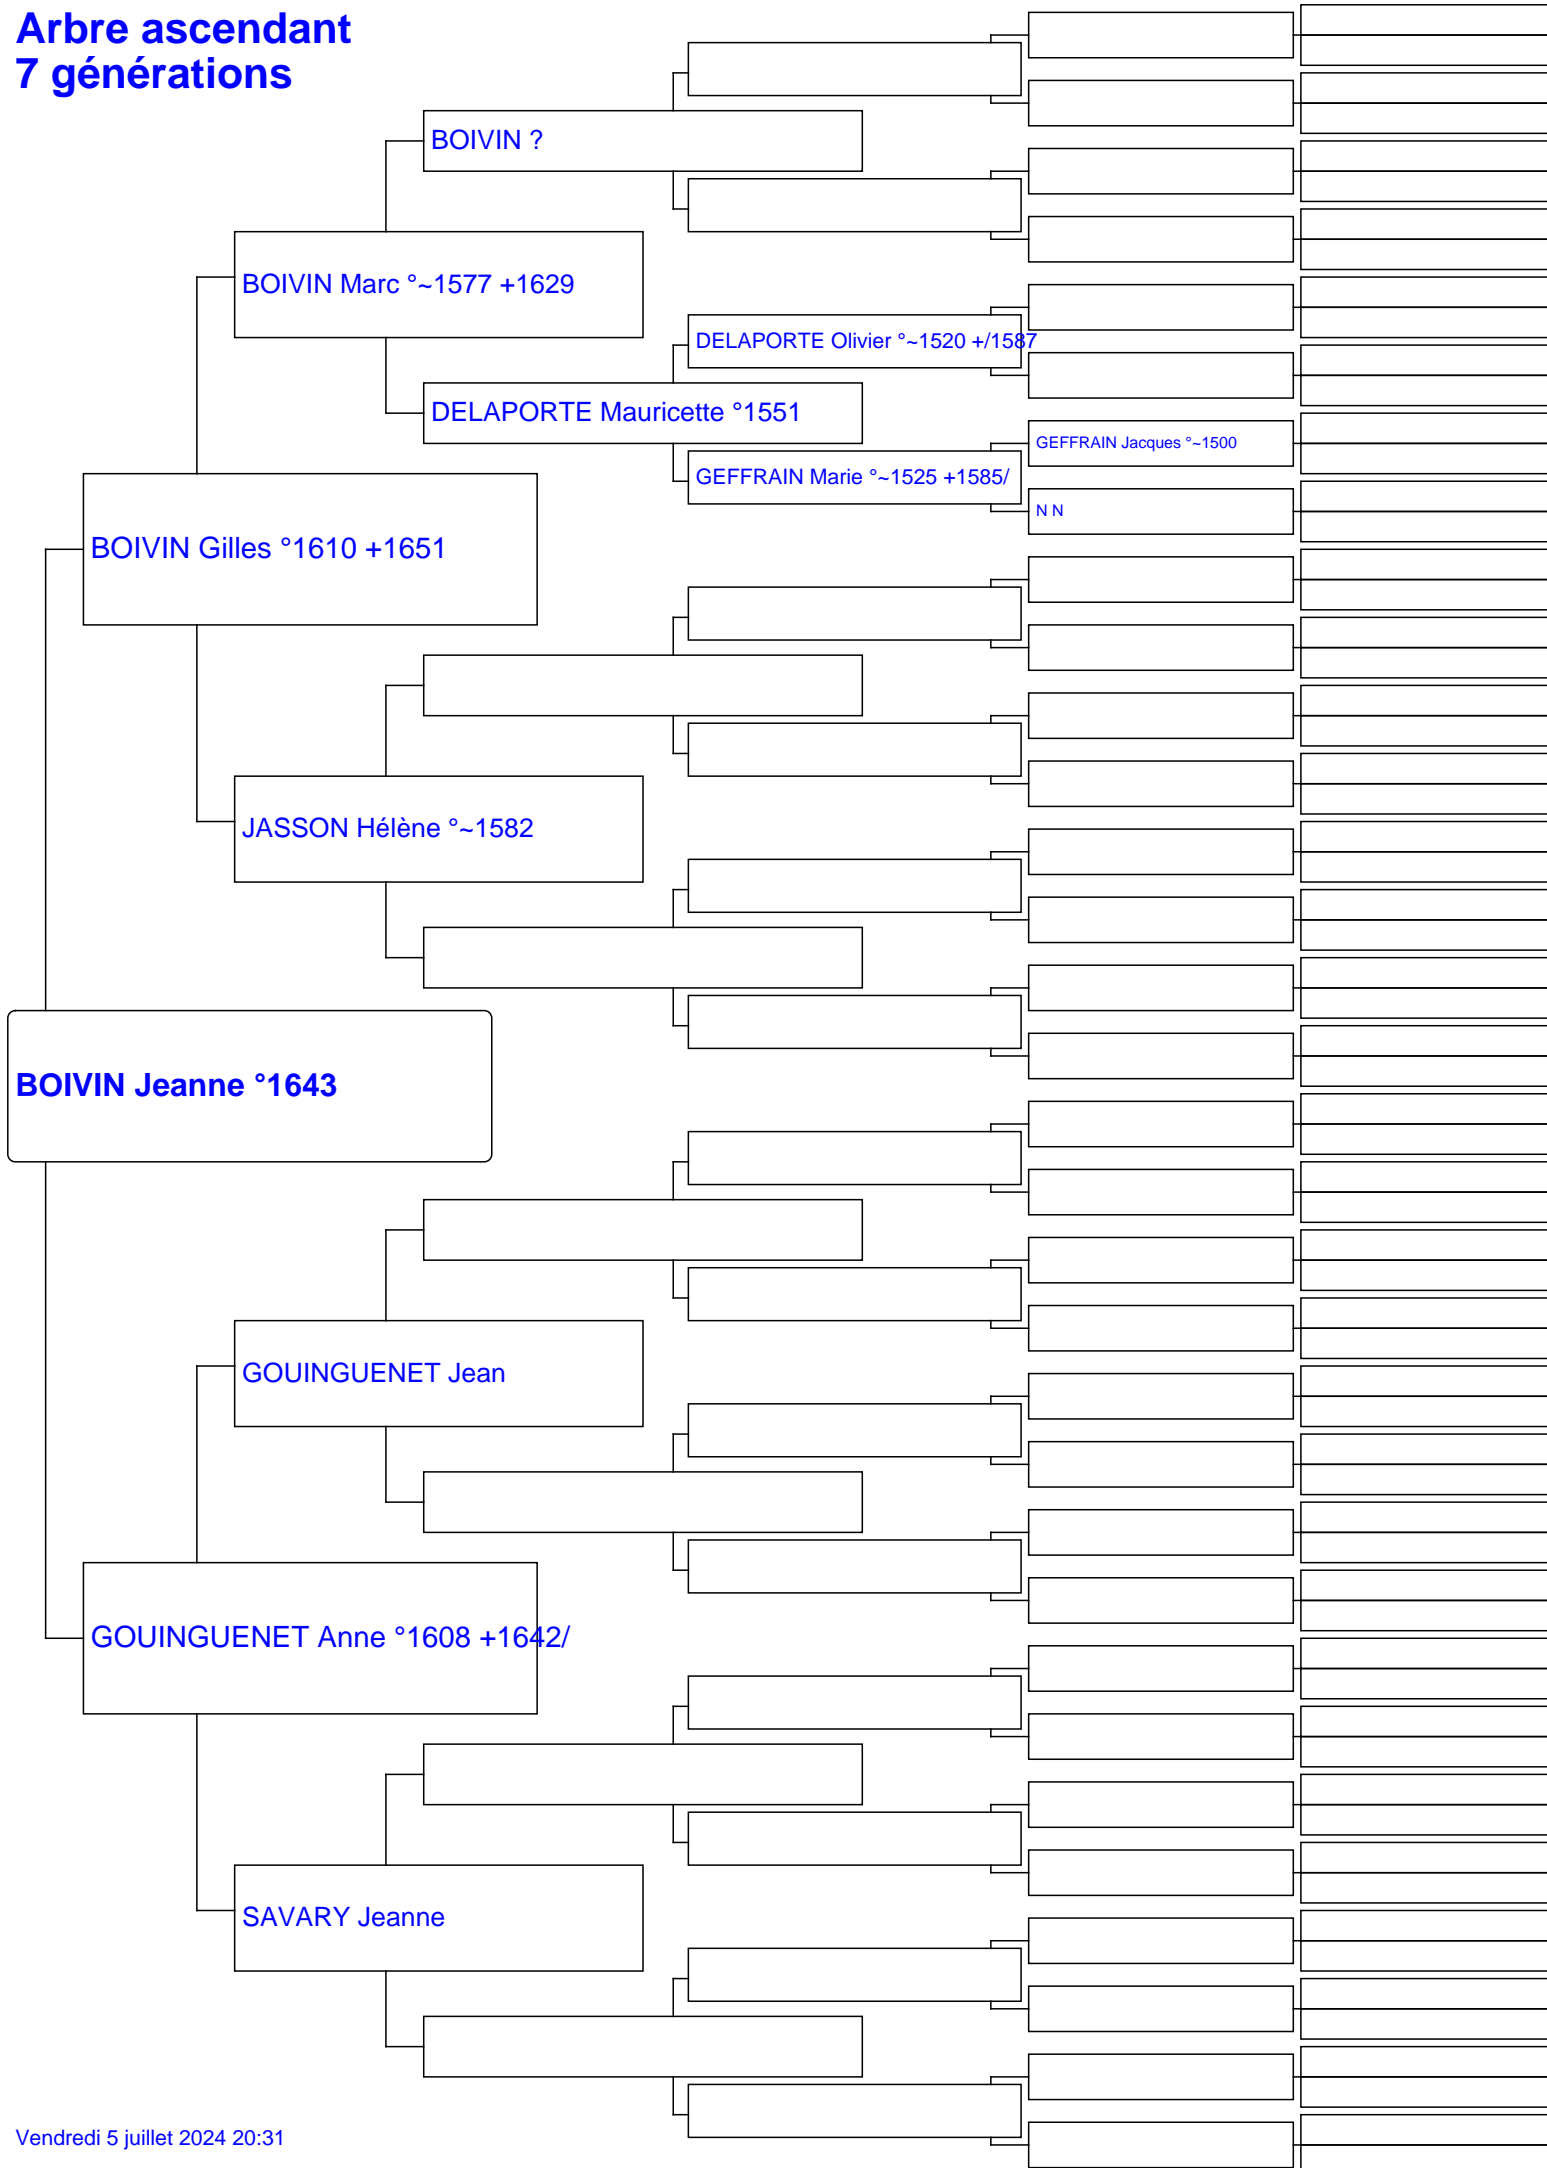 Arbre ascendant
7 générations
BOIVIN ?
BOIVIN Marc °~1577 +1629
DELAPORTE Olivier °~1520 +/1587
DELAPORTE Mauricette °1551
GEFFRAIN Jacques °~1500
GEFFRAIN Marie °~1525 +1585/
N N
BOIVIN Gilles °1610 +1651
JASSON Hélène °~1582
BOIVIN Jeanne °1643
GOUINGUENET Jean
GOUINGUENET Anne °1608 +1642/
SAVARY Jeanne
Vendredi 5 juillet 2024 20:31